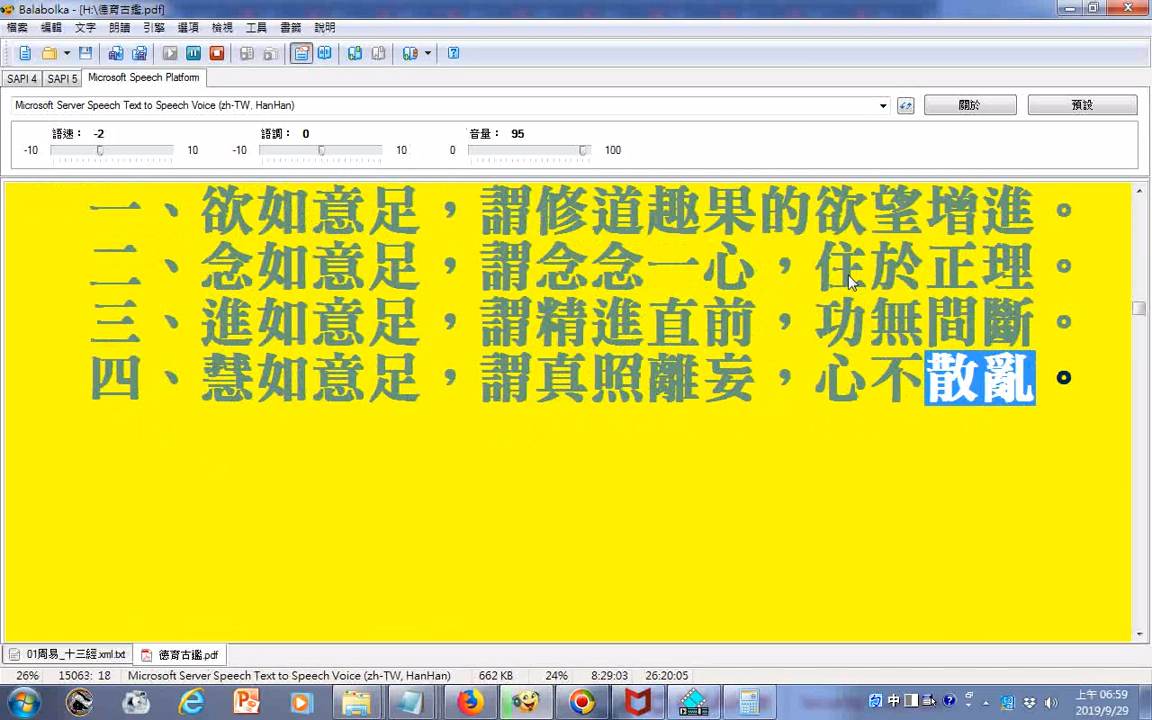 Balabolka - [H:\德育古鑑.pdf]
檔案 編輯 文字 朗讀 引擎 選項 檢視 工具 書籤 說明
SAPI 4 SAPI 5 Microsoft Speech Platform
Microsoft Server Speech Text to Speech Voice (zh-TW, HanHan) 關於 預設
語速： -2 語調： 0 音量： 95
-10 10 -10 10 0 100
一、欲如意足，謂修道趣果的欲望增進。
二、念如意足，謂念念一心，住於正理。
三、進如意足，謂精進直前，功無間斷。
四、慧如意足，謂真照離妄，心不散亂。
01周易_十三經.xml.txt 德育古鑑.pdf
26% 15063: 18 Microsoft Server Speech Text to Speech Voice (zh-TW, HanHan) 662 KB 24% 8:29:03 26:20:05
中 上午 06:59
2019/9/29